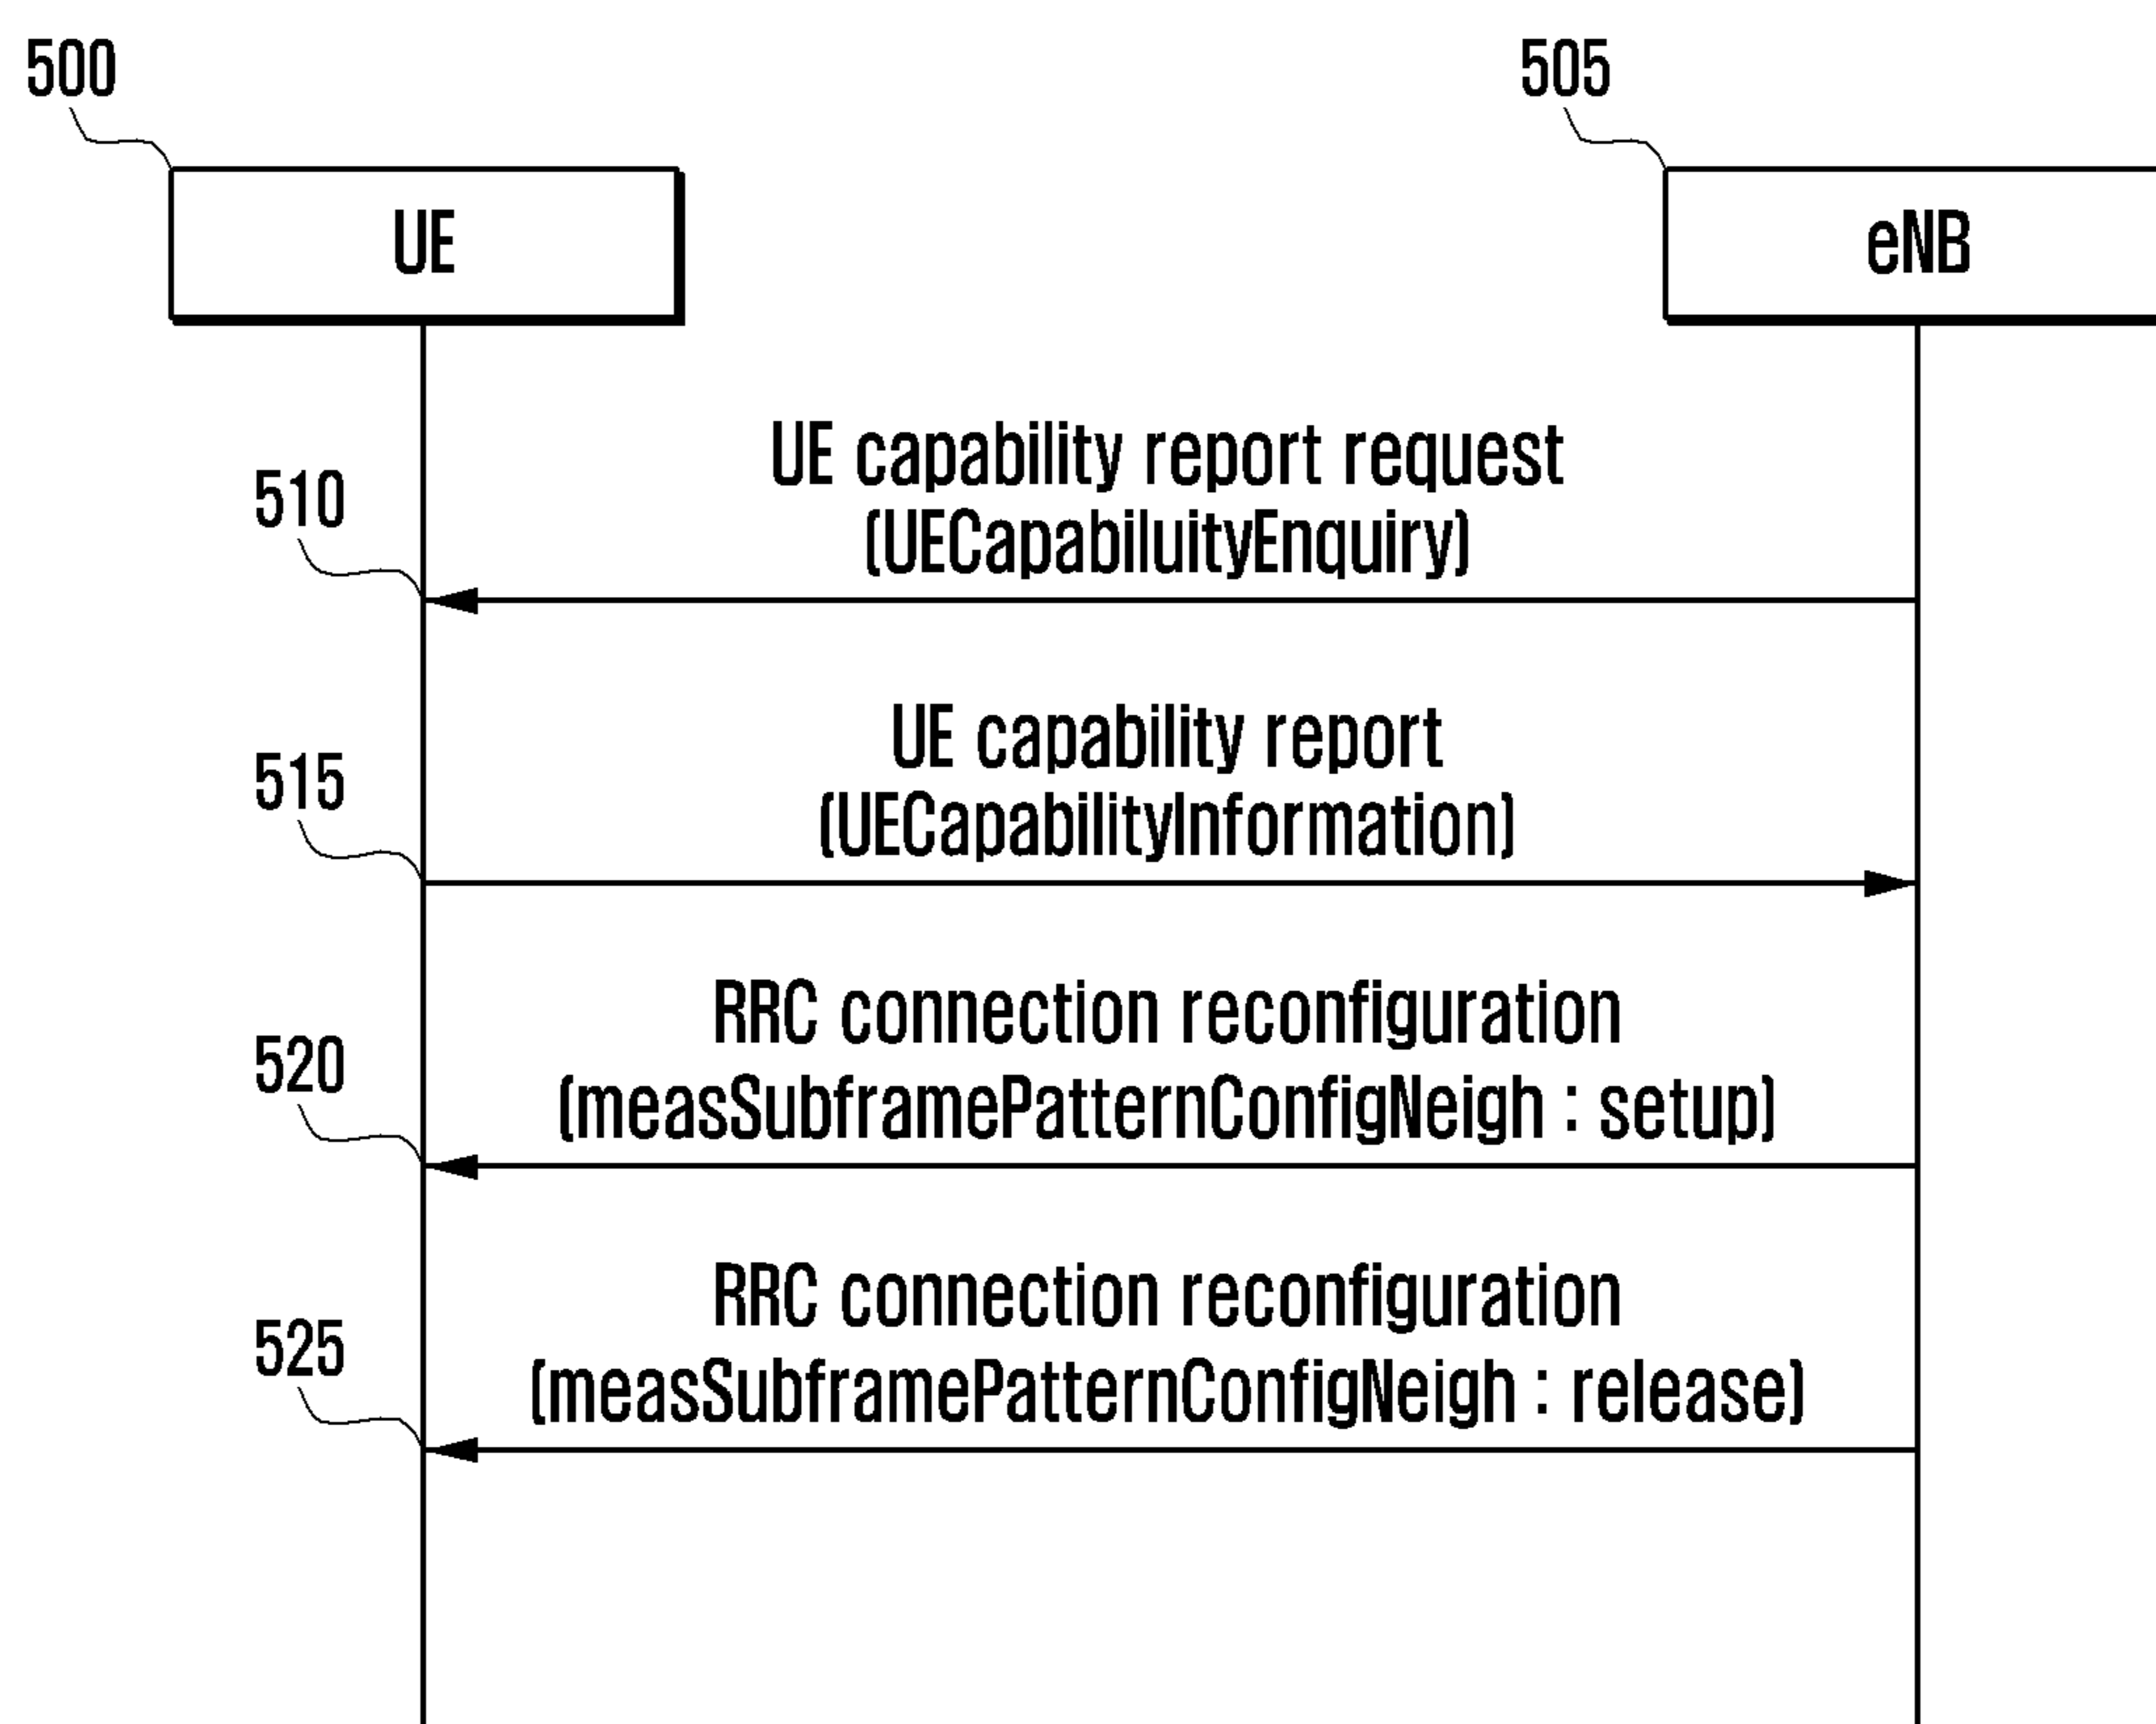 500
505
UE
eNB
UE capability report request
510
(UECapabiluityEnquiry)
UE capability report
515
(UECapabilityInformation)
RRC connection reconfiguration
520
(measSubframePatternConfigNeigh : setup)
RRC connection reconfiguration
525
(measSubframePatternConfigNeigh : release)